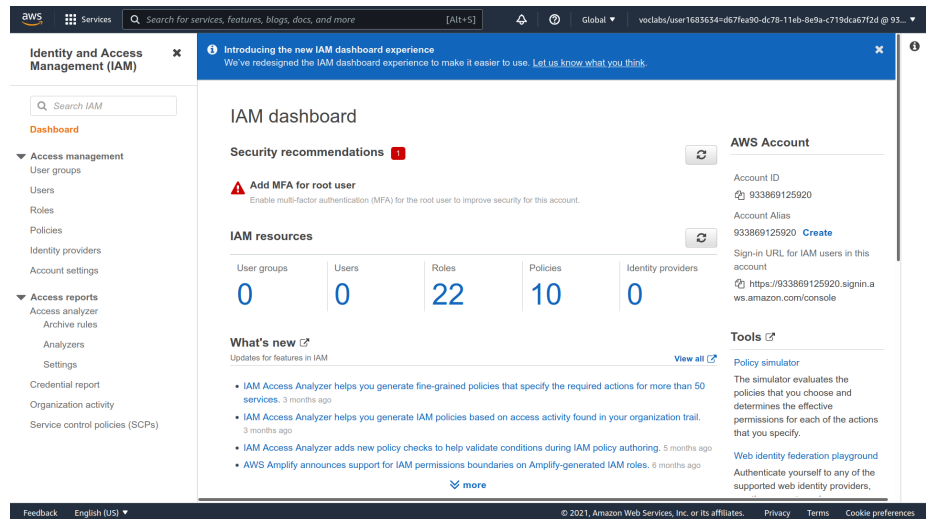 aws
Services
Search for services, features, blogs, docs, and more
[Alt+S]
Global ▼
voclabs/user1683634=d67fea90-dc78-11eb-8e9a-c719dca67f2d @ 93... ▼
Identity and Access
Management (IAM)
Search IAM
Dashboard
Access management
User groups
Users
Roles
Policies
Identity providers
Account settings
Access reports
Access analyzer
Archive rules
Analyzers
Settings
Credential report
Organization activity
Service control policies (SCPs)
Introducing the new IAM dashboard experience
We've redesigned the IAM dashboard experience to make it easier to use. Let us know what you think.
IAM dashboard
Security recommendations 1
Add MFA for root user
Enable multi-factor authentication (MFA) for the root user to improve security for this account.
IAM resources
User groups Users Roles Policies Identity providers
0 0 22 10 0
What's new
Updates for features in IAM
View all
• IAM Access Analyzer helps you generate fine-grained policies that specify the required actions for more than 50
services. 3 months ago
• IAM Access Analyzer helps you generate IAM policies based on access activity found in your organization trail.
3 months ago
• IAM Access Analyzer adds new policy checks to help validate conditions during IAM policy authoring. 5 months ago
• AWS Amplify announces support for IAM permissions boundaries on Amplify-generated IAM roles. 6 months ago
more
AWS Account
Account ID
933869125920
Account Alias
933869125920 Create
Sign-in URL for IAM users in this
account
https://933869125920.signin.a
ws.amazon.com/console
Tools
Policy simulator
The simulator evaluates the
policies that you choose and
determines the effective
permissions for each of the actions
that you specify.
Web identity federation playground
Authenticate yourself to any of the
supported web identity providers,
Feedback English (US) ▼
© 2021, Amazon Web Services, Inc. or its affiliates. Privacy Terms Cookie preferences